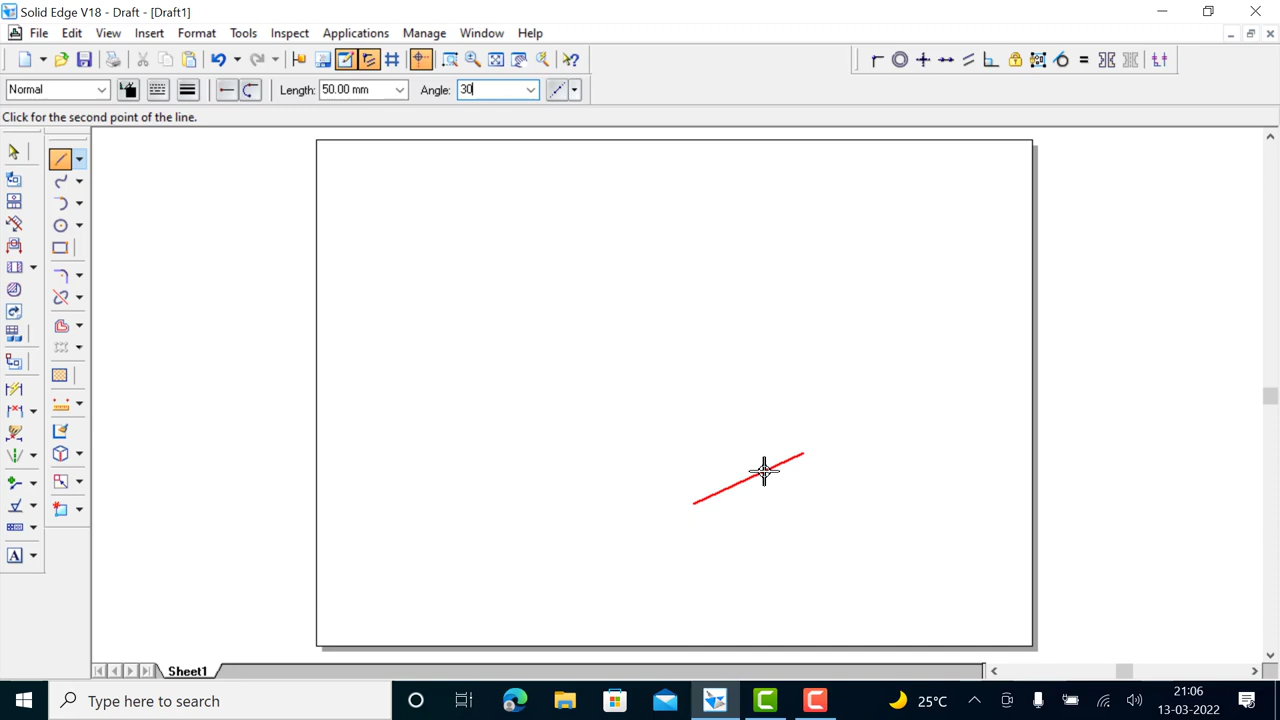 Solid Edge V18 - Draft - [Draft1]
File Edit View Insert Format Tools Inspect Applications Manage Window Help
Normal Length: 50.00 mm Angle: 30
Click for the second point of the line.
A
Sheet1
Type here to search
25°C
21:06
13-03-2022